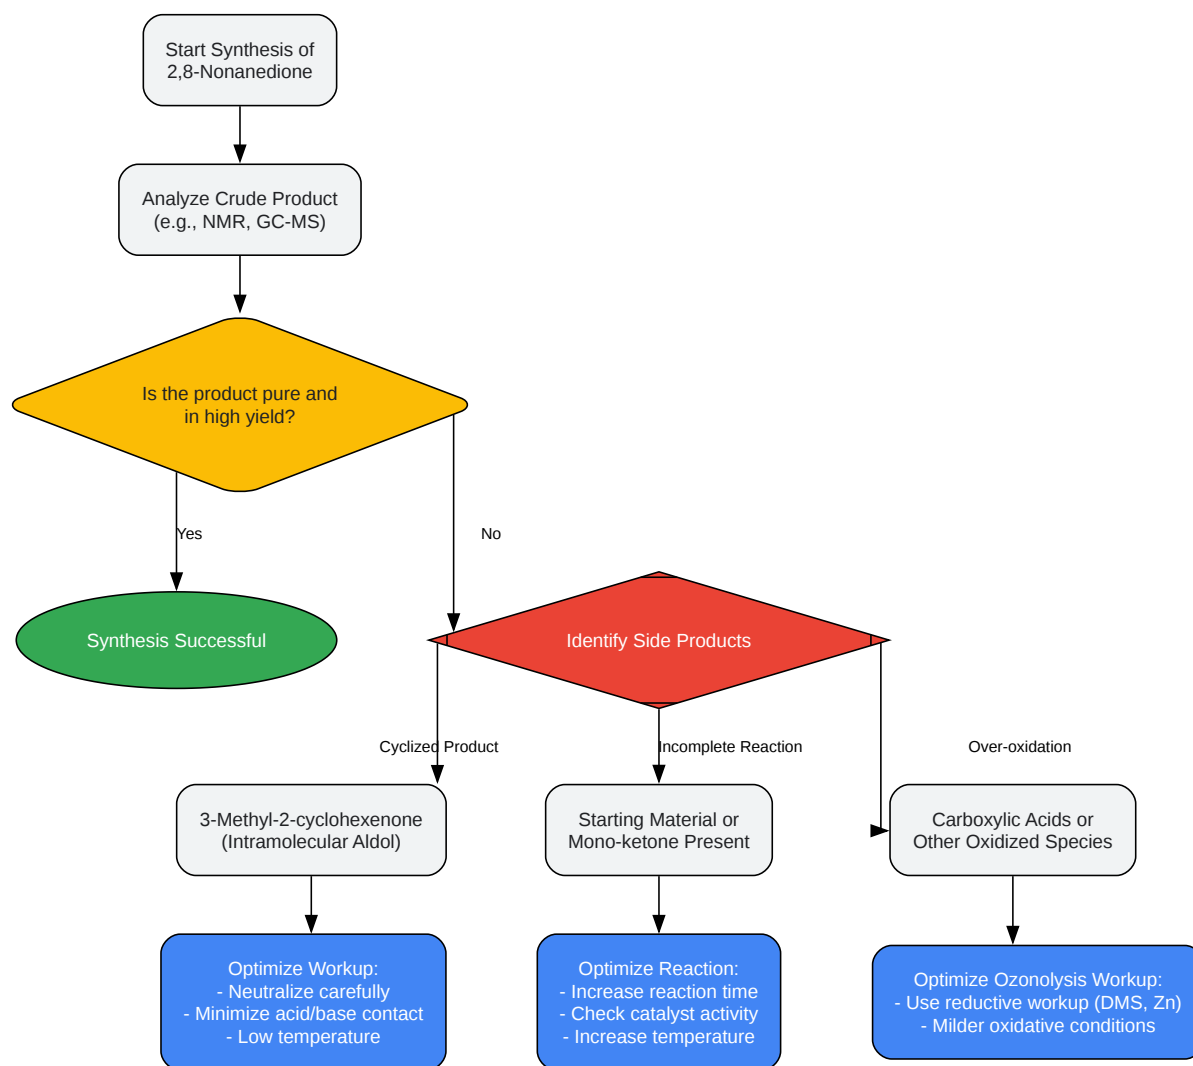 Start Synthesis of
2,8-Nonanedione
Analyze Crude Product
(e.g., NMR, GC-MS)
Is the product pure and
in high yield?
Yes
No
Synthesis Successful
Identify Side Products
Cyclized Product
Incomplete Reaction
Over-oxidation
3-Methyl-2-cyclohexenone
(Intramolecular Aldol)
Starting Material or
Mono-ketone Present
Carboxylic Acids or
Other Oxidized Species
Optimize Workup:
- Neutralize carefully
- Minimize acid/base contact
- Low temperature
Optimize Reaction:
- Increase reaction time
- Check catalyst activity
- Increase temperature
Optimize Ozonolysis Workup:
- Use reductive workup (DMS, Zn)
- Milder oxidative conditions